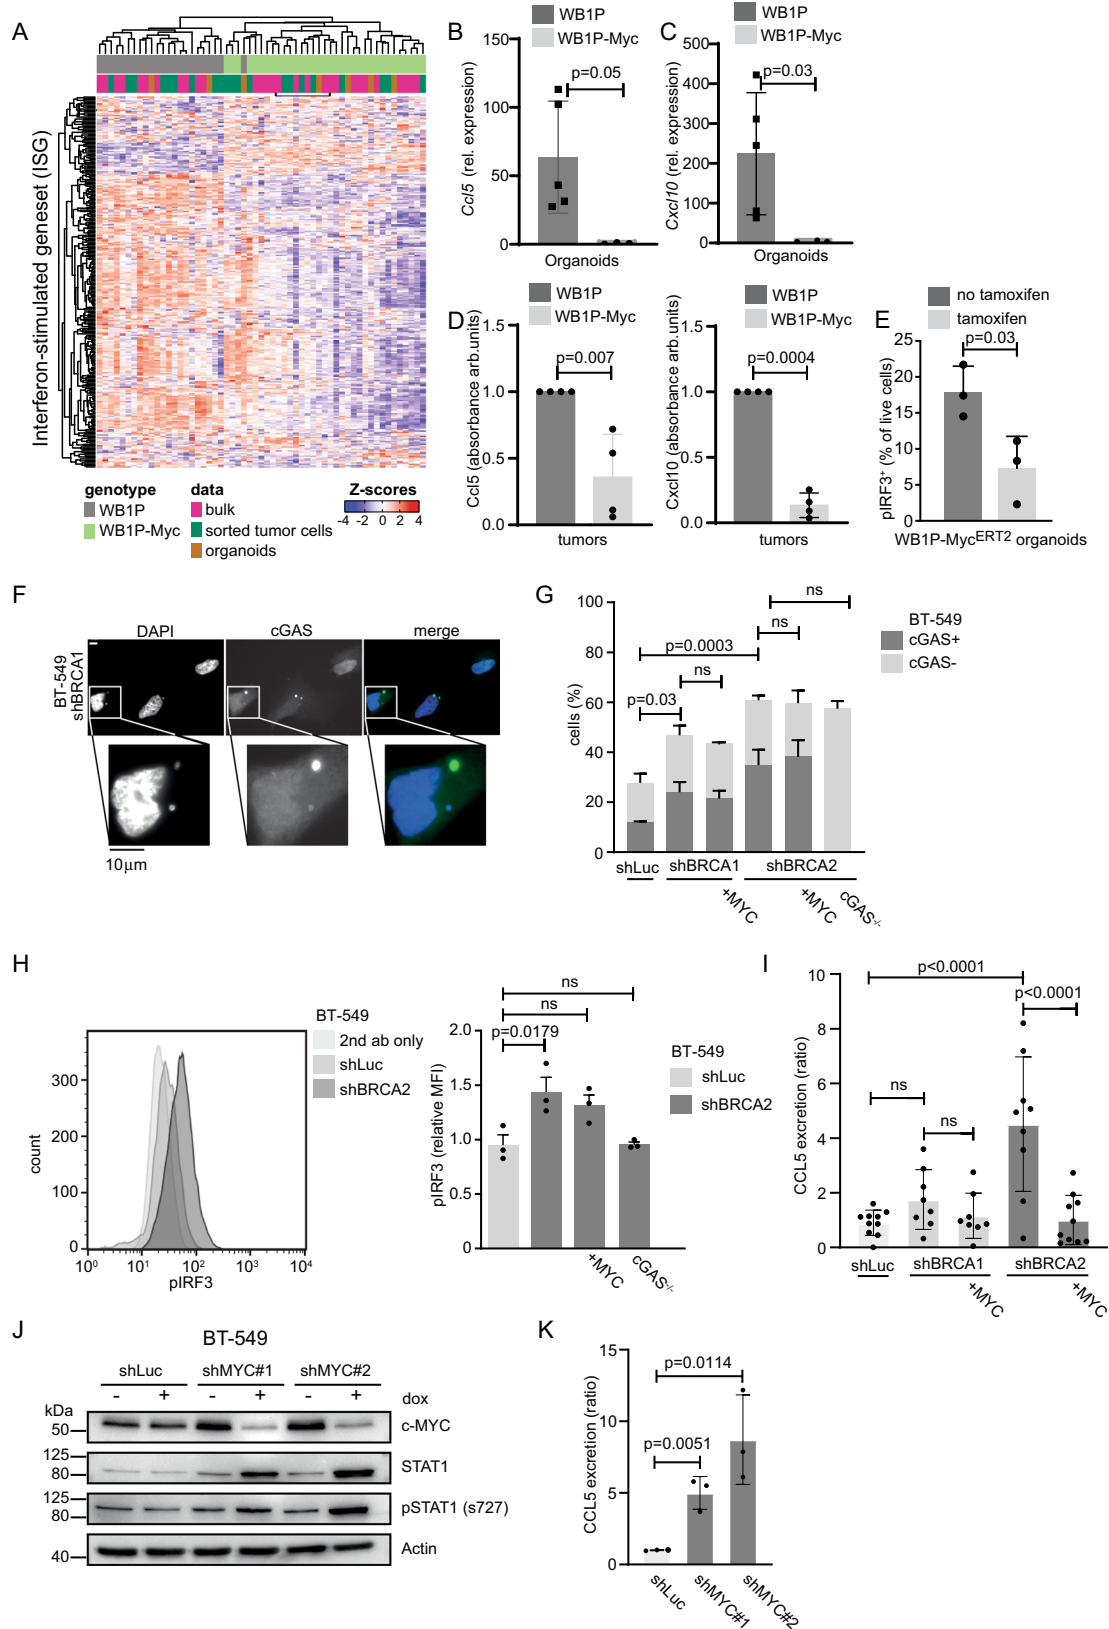 A
Interferon-stimulated geneset (ISG)
genotype
WB1P
WB1P-Myc
data
bulk
sorted tumor cells
organoids
Z-scores
-4 -2 0 2 4
B
WB1P
WB1P-Myc
Ccl5 (rel. expression)
150
100
50
0
p=0.05
Organoids
C
WB1P
WB1P-Myc
Cxcl10 (rel. expression)
500
400
300
200
100
0
p=0.03
Organoids
D
WB1P
WB1P-Myc
Ccl5 (absorbance arb.units)
1.5
1.0
0.5
0.0
p=0.007
tumors
WB1P
WB1P-Myc
Cxcl10 (absorbance arb.units)
1.5
1.0
0.5
0.0
p=0.0004
tumors
E
no tamoxifen
tamoxifen
pIRF3+ (% of live cells)
25
20
15
10
5
0
p=0.03
WB1P-MycERT2 organoids
F
DAPI
cGAS
merge
BT-549
shBRCA1
10µm
G
BT-549
cGAS+
cGAS-
cells (%)
100
80
60
40
20
0
p=0.03
ns
p=0.0003
ns
ns
shLuc
shBRCA1
shBRCA2
+MYC
+MYC
cGAS-/-
H
BT-549
2nd ab only
shLuc
shBRCA2
count
300
200
100
0
100 101 102 103 104
pIRF3
pIRF3 (relative MFI)
2.0
1.5
1.0
0.5
0
ns
ns
p=0.0179
BT-549
shLuc
shBRCA2
+MYC
cGAS-/-
I
CCL5 excretion (ratio)
10
8
6
4
2
0
p<0.0001
p<0.0001
ns
ns
shLuc
shBRCA1
shBRCA2
+MYC
+MYC
J
BT-549
shLuc shMYC#1 shMYC#2
- + - + - + dox
kDa
50 c-MYC
125
80 STAT1
125
80 pSTAT1 (s727)
40 Actin
K
CCL5 excretion (ratio)
15
10
5
0
p=0.0114
p=0.0051
shLuc
shMYC#1
shMYC#2